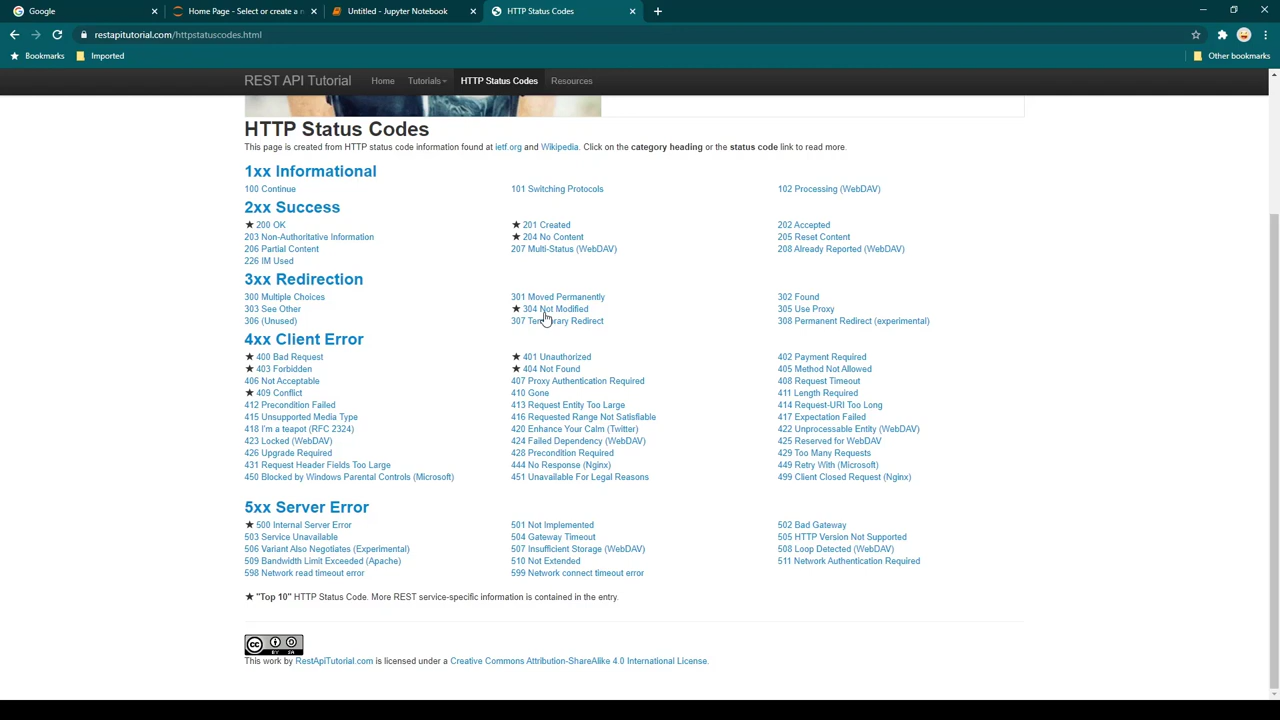 Google
Home Page - Select or create a n
Untitled - Jupyter Notebook
HTTP Status Codes
restapitutorial.com/httpstatuscodes.html
Bookmarks
Imported
Other bookmarks
REST API Tutorial
Home
Tutorials
HTTP Status Codes
Resources
HTTP Status Codes
This page is created from HTTP status code information found at ietf.org and Wikipedia. Click on the category heading or the status code link to read more.
1xx Informational
100 Continue 101 Switching Protocols 102 Processing (WebDAV)
2xx Success
★ 200 OK ★ 201 Created 202 Accepted
203 Non-Authoritative Information ★ 204 No Content 205 Reset Content
206 Partial Content 207 Multi-Status (WebDAV) 208 Already Reported (WebDAV)
226 IM Used
3xx Redirection
300 Multiple Choices 301 Moved Permanently 302 Found
303 See Other ★ 304 Not Modified 305 Use Proxy
306 (Unused) 307 Temporary Redirect 308 Permanent Redirect (experimental)
4xx Client Error
★ 400 Bad Request ★ 401 Unauthorized 402 Payment Required
★ 403 Forbidden ★ 404 Not Found 405 Method Not Allowed
406 Not Acceptable 407 Proxy Authentication Required 408 Request Timeout
★ 409 Conflict 410 Gone 411 Length Required
412 Precondition Failed 413 Request Entity Too Large 414 Request-URI Too Long
415 Unsupported Media Type 416 Requested Range Not Satisfiable 417 Expectation Failed
418 I'm a teapot (RFC 2324) 420 Enhance Your Calm (Twitter) 422 Unprocessable Entity (WebDAV)
423 Locked (WebDAV) 424 Failed Dependency (WebDAV) 425 Reserved for WebDAV
426 Upgrade Required 428 Precondition Required 429 Too Many Requests
431 Request Header Fields Too Large 444 No Response (Nginx) 449 Retry With (Microsoft)
450 Blocked by Windows Parental Controls (Microsoft) 451 Unavailable For Legal Reasons 499 Client Closed Request (Nginx)
5xx Server Error
★ 500 Internal Server Error 501 Not Implemented 502 Bad Gateway
503 Service Unavailable 504 Gateway Timeout 505 HTTP Version Not Supported
506 Variant Also Negotiates (Experimental) 507 Insufficient Storage (WebDAV) 508 Loop Detected (WebDAV)
509 Bandwidth Limit Exceeded (Apache) 510 Not Extended 511 Network Authentication Required
598 Network read timeout error 599 Network connect timeout error
★ "Top 10" HTTP Status Code. More REST service-specific information is contained in the entry.
CC BY SA
This work by RestApiTutorial.com is licensed under a Creative Commons Attribution-ShareAlike 4.0 International License.